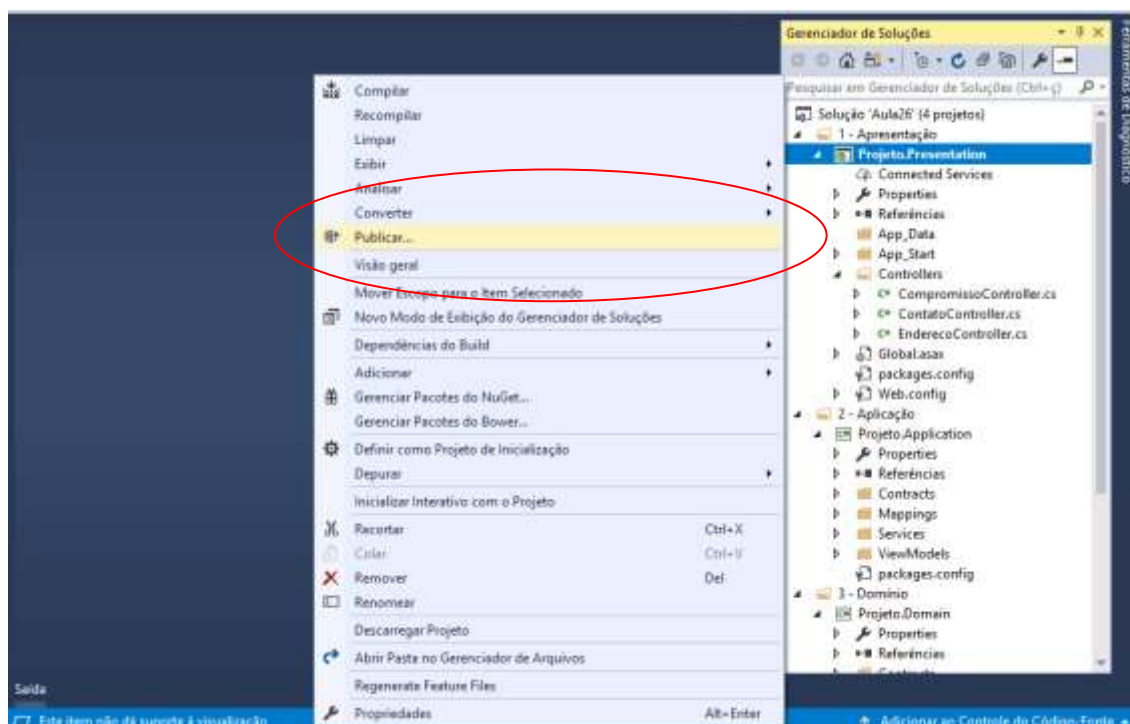 Gerenciador de Soluções
Pesquisar em Gerenciador de Soluções (Ctrl+ç)
Solução 'Aula26' (4 projetos)
1 - Apresentação
Projeto.Presentation
Connected Services
Properties
Referências
App_Data
App_Start
Controllers
CompromissoController.cs
ContatoController.cs
EnderecoController.cs
Global.asax
packages.config
Web.config
2 - Aplicação
Projeto.Application
Properties
Referências
Contracts
Mappings
Services
ViewModels
packages.config
3 - Domínio
Projeto.Domain
Properties
Referências
Contracts
Ferramentas de Diagnóstico
Compilar
Recompilar
Limpar
Exibir
Analisar
Converter
Publicar...
Visão geral
Mover Escopo para o Item Selecionado
Novo Modo de Exibição do Gerenciador de Soluções
Dependências do Build
Adicionar
Gerenciar Pacotes do NuGet...
Gerenciar Pacotes do Bower...
Definir como Projeto de Inicialização
Depurar
Inicializar Interativo com o Projeto
Recortar Ctrl+X
Colar Ctrl+V
Remover Del
Renomear
Descarregar Projeto
Abrir Pasta no Gerenciador de Arquivos
Regenerate Feature Files
Propriedades Alt+Enter
Saída
Este item não dá suporte à visualização
Adicionar ao Controle do Código-Fonte